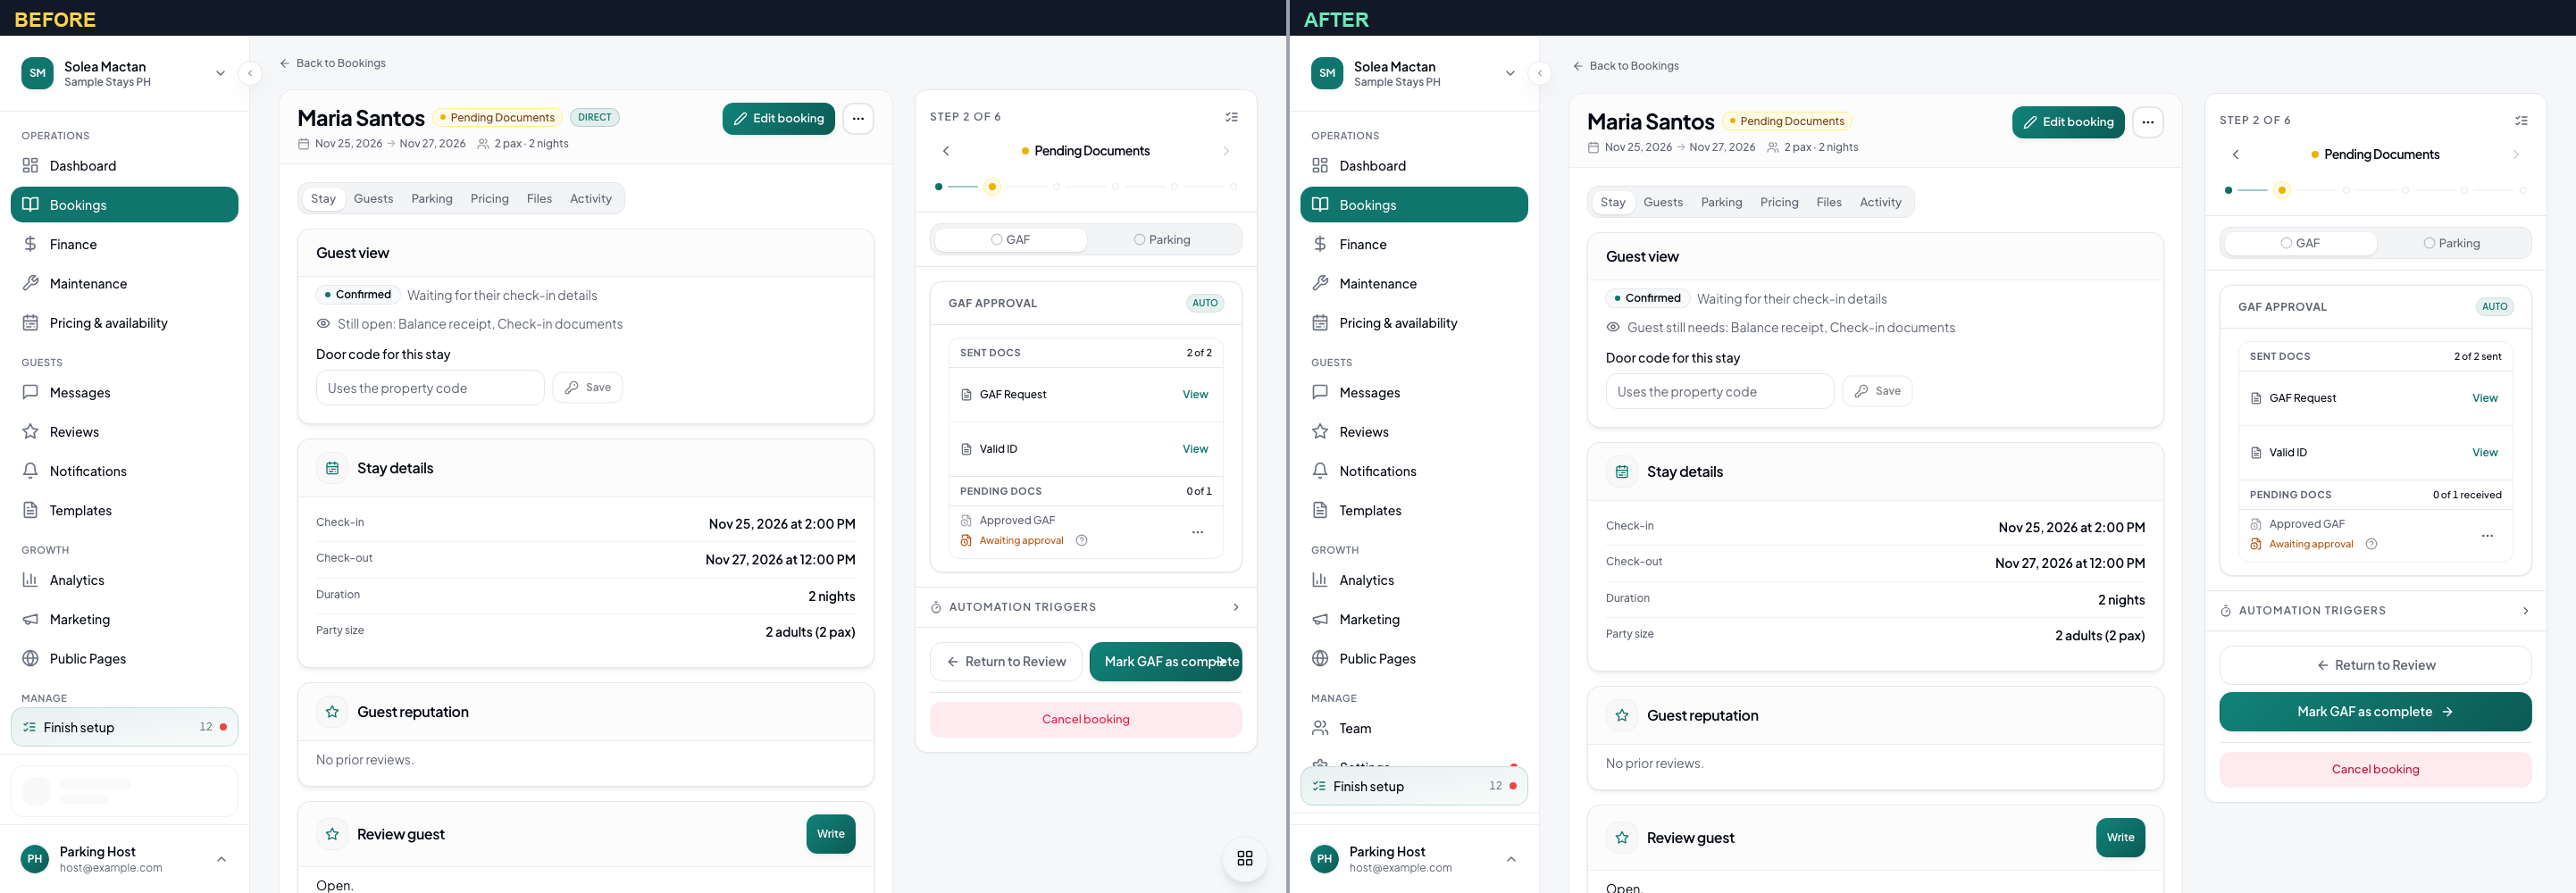 BEFORE
SM
Solea Mactan
Sample Stays PH
OPERATIONS
Dashboard
Bookings
Finance
Maintenance
Pricing & availability
GUESTS
Messages
Reviews
Notifications
Templates
GROWTH
Analytics
Marketing
Public Pages
MANAGE
Finish setup 12
PH
Parking Host
host@example.com
Back to Bookings
Maria Santos Pending Documents DIRECT
Nov 25, 2026 → Nov 27, 2026 2 pax · 2 nights
Edit booking
Stay Guests Parking Pricing Files Activity
Guest view
Confirmed Waiting for their check-in details
Still open: Balance receipt, Check-in documents
Door code for this stay
Uses the property code Save
Stay details
Check-in Nov 25, 2026 at 2:00 PM
Check-out Nov 27, 2026 at 12:00 PM
Duration 2 nights
Party size 2 adults (2 pax)
Guest reputation
No prior reviews.
Review guest Write
Open.
STEP 2 OF 6
Pending Documents
GAF Parking
GAF APPROVAL AUTO
SENT DOCS 2 of 2
GAF Request View
Valid ID View
PENDING DOCS 0 of 1
Approved GAF
Awaiting approval
AUTOMATION TRIGGERS
Return to Review Mark GAF as complete
Cancel booking
AFTER
SM
Solea Mactan
Sample Stays PH
OPERATIONS
Dashboard
Bookings
Finance
Maintenance
Pricing & availability
GUESTS
Messages
Reviews
Notifications
Templates
GROWTH
Analytics
Marketing
Public Pages
MANAGE
Team
Settings
Finish setup 12
PH
Parking Host
host@example.com
Back to Bookings
Maria Santos Pending Documents
Nov 25, 2026 → Nov 27, 2026 2 pax · 2 nights
Edit booking
Stay Guests Parking Pricing Files Activity
Guest view
Confirmed Waiting for their check-in details
Guest still needs: Balance receipt, Check-in documents
Door code for this stay
Uses the property code Save
Stay details
Check-in Nov 25, 2026 at 2:00 PM
Check-out Nov 27, 2026 at 12:00 PM
Duration 2 nights
Party size 2 adults (2 pax)
Guest reputation
No prior reviews.
Review guest Write
Open.
STEP 2 OF 6
Pending Documents
GAF Parking
GAF APPROVAL AUTO
SENT DOCS 2 of 2 sent
GAF Request View
Valid ID View
PENDING DOCS 0 of 1 received
Approved GAF
Awaiting approval
AUTOMATION TRIGGERS
Return to Review
Mark GAF as complete
Cancel booking